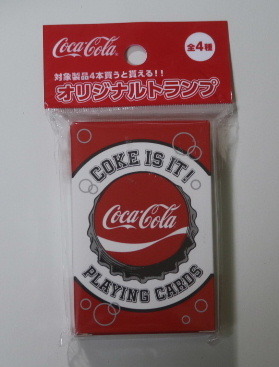 Coca-Cola
全4種
対象製品4本買うと貰える!!
オリジナルトランプ
COKE IS IT!
Coca-Cola
PLAYING CARDS